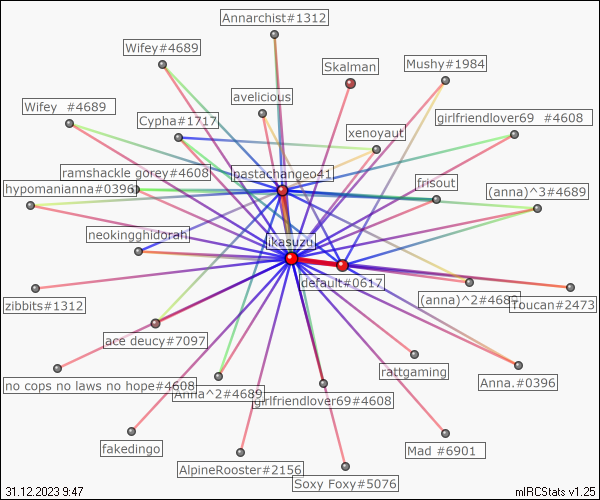 Annarchist#1312
Wifey#4689
Skalman
Mushy#1984
avelicious
Wifey  #4689
Cypha#1717
girlfriendlover69  #4608
xenoyaut
ramshackle gorey#4608
pastachangeo41
frisout
hypomanianna#0396
(anna)^3#4689
neokingghidorah
ikasuzu
default#0617
zibbits#1312
(anna)^2#4689
Toucan#2473
ace deucy#7097
rattgaming
no cops no laws no hope#4608
Anna^2#4689
girlfriendlover69#4608
Anna.#0396
fakedingo
Mad #6901
AlpineRooster#2156
Soxy Foxy#5076
31.12.2023 9:47
mIRCStats v1.25